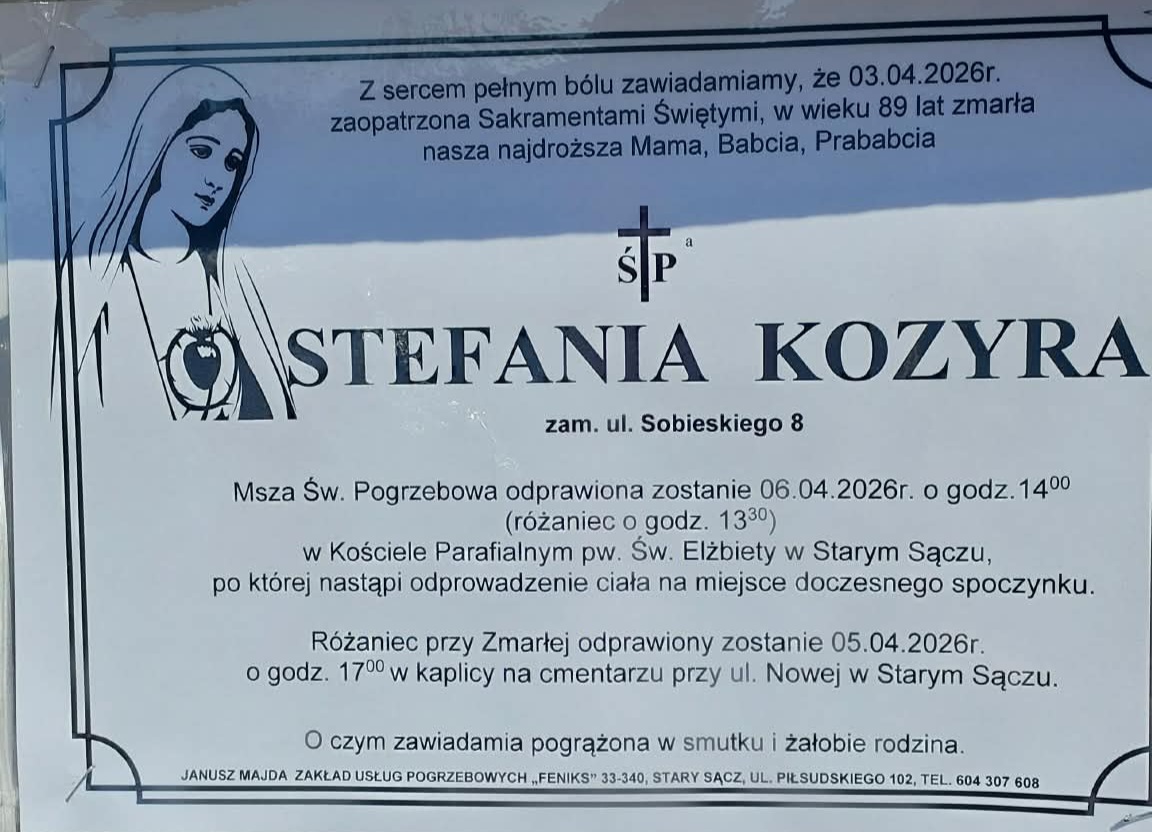 Z sercem pełnym bólu zawiadamiamy, że 03.04.2026r.
zaopatrzona Sakramentami Świętymi, w wieku 89 lat zmarła
nasza najdroższa Mama, Babcia, Prababcia
Ś P a
STEFANIA KOZYRA
zam. ul. Sobieskiego 8
Msza Św. Pogrzebowa odprawiona zostanie 06.04.2026r. o godz.14⁰⁰
(różaniec o godz. 13³⁰)
w Kościele Parafialnym pw. Św. Elżbiety w Starym Sączu,
po której nastąpi odprowadzenie ciała na miejsce doczesnego spoczynku.
Różaniec przy Zmarłej odprawiony zostanie 05.04.2026r.
o godz. 17⁰⁰ w kaplicy na cmentarzu przy ul. Nowej w Starym Sączu.
O czym zawiadamia pogrążona w smutku i żałobie rodzina.
JANUSZ MAJDA ZAKŁAD USŁUG POGRZEBOWYCH „FENIKS” 33-340, STARY SĄCZ, UL. PIŁSUDSKIEGO 102, TEL. 604 307 608